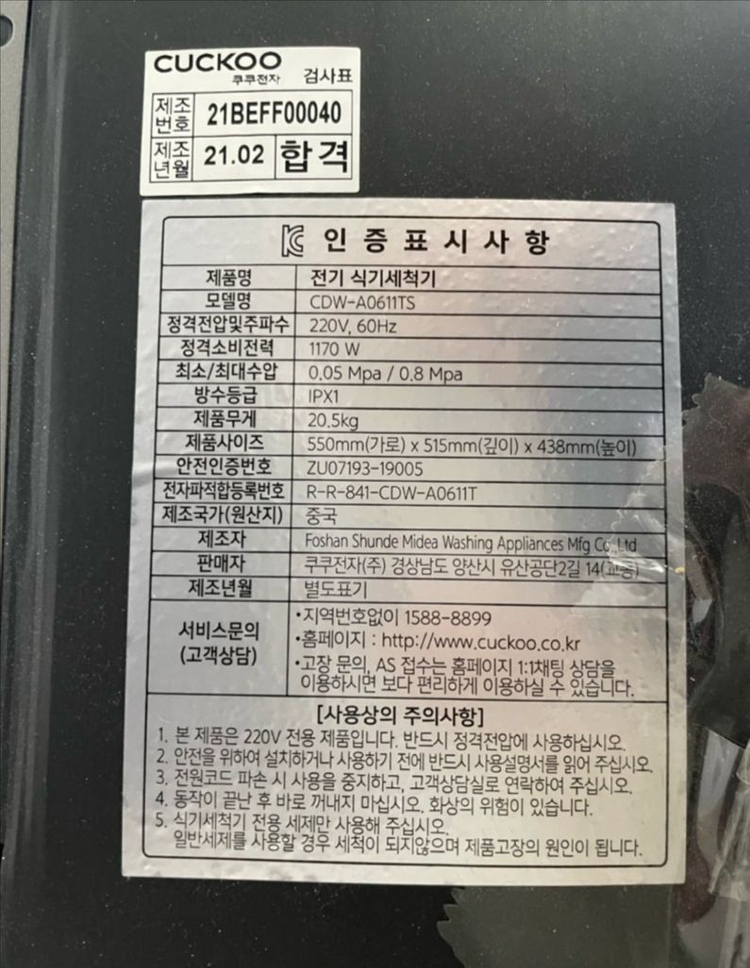 CUCKOO
쿠쿠전자 검사표
제조번호 21BEFF00040
제조년월 21.02 합격
인증표시사항
제품명 전기 식기세척기
모델명 CDW-A0611TS
정격전압및주파수 220V, 60Hz
정격소비전력 1170 W
최소/최대수압 0.05 Mpa / 0.8 Mpa
방수등급 IPX1
제품무게 20.5kg
제품사이즈 550mm(가로) x 515mm(깊이) x 438mm(높이)
안전인증번호 ZU07193-19005
전자파적합등록번호 R-R-841-CDW-A0611T
제조국가(원산지) 중국
제조자 Foshan Shunde Midea Washing Appliances Mfg Co.,Ltd
판매자 쿠쿠전자(주) 경상남도 양산시 유산공단2길 14(교동)
제조년월 별도표기
서비스문의
(고객상담)
•지역번호없이 1588-8899
•홈페이지 : http://www.cuckoo.co.kr
•고장 문의, AS 접수는 홈페이지 1:1채팅 상담을
이용하시면 보다 편리하게 이용하실 수 있습니다.
[사용상의 주의사항]
1. 본 제품은 220V 전용 제품입니다. 반드시 정격전압에 사용하십시오.
2. 안전을 위하여 설치하거나 사용하기 전에 반드시 사용설명서를 읽어 주십시오.
3. 전원코드 파손 시 사용을 중지하고, 고객상담실로 연락하여 주십시오.
4. 동작이 끝난 후 바로 꺼내지 마십시오. 화상의 위험이 있습니다.
5. 식기세척기 전용 세제만 사용해 주십시오.
일반세제를 사용할 경우 세척이 되지않으며 제품고장의 원인이 됩니다.